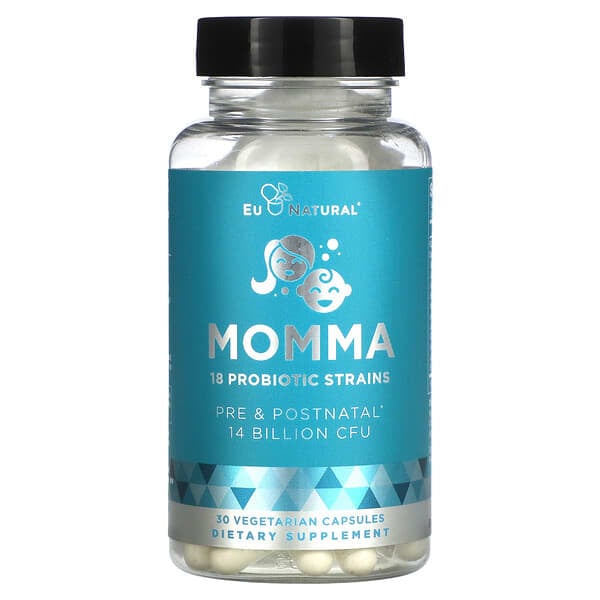 Eu Natural®
MOMMA
18 PROBIOTIC STRAINS
PRE & POSTNATAL*
14 BILLION CFU
30 VEGETARIAN CAPSULES
DIETARY SUPPLEMENT